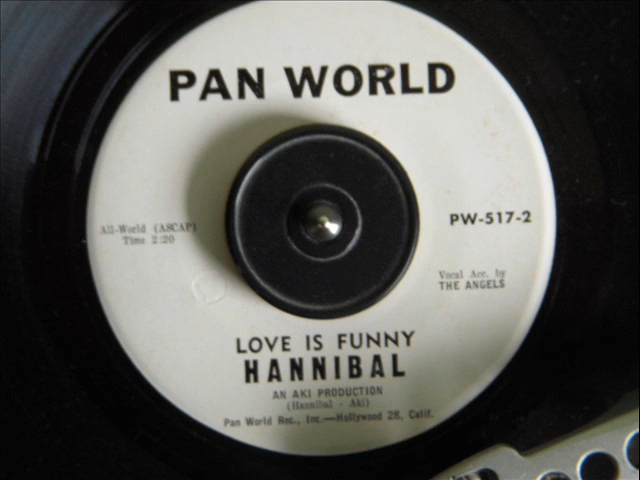 PAN WORLD
All-World (ASCAP)
Time 2:20
PW-517-2
Vocal Acc. by
THE ANGELS
LOVE IS FUNNY
HANNIBAL
AN AKI PRODUCTION
(Hannibal - Aki)
Pan World Rec., Inc.—Hollywood 28, Calif.